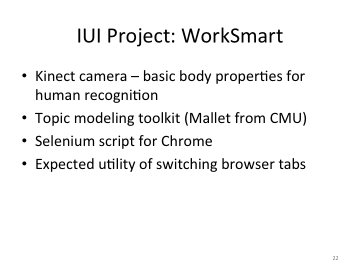 IUI Project: WorkSmart
• Kinect camera – basic body properties for
human recognition
• Topic modeling toolkit (Mallet from CMU)
• Selenium script for Chrome
• Expected utility of switching browser tabs
22